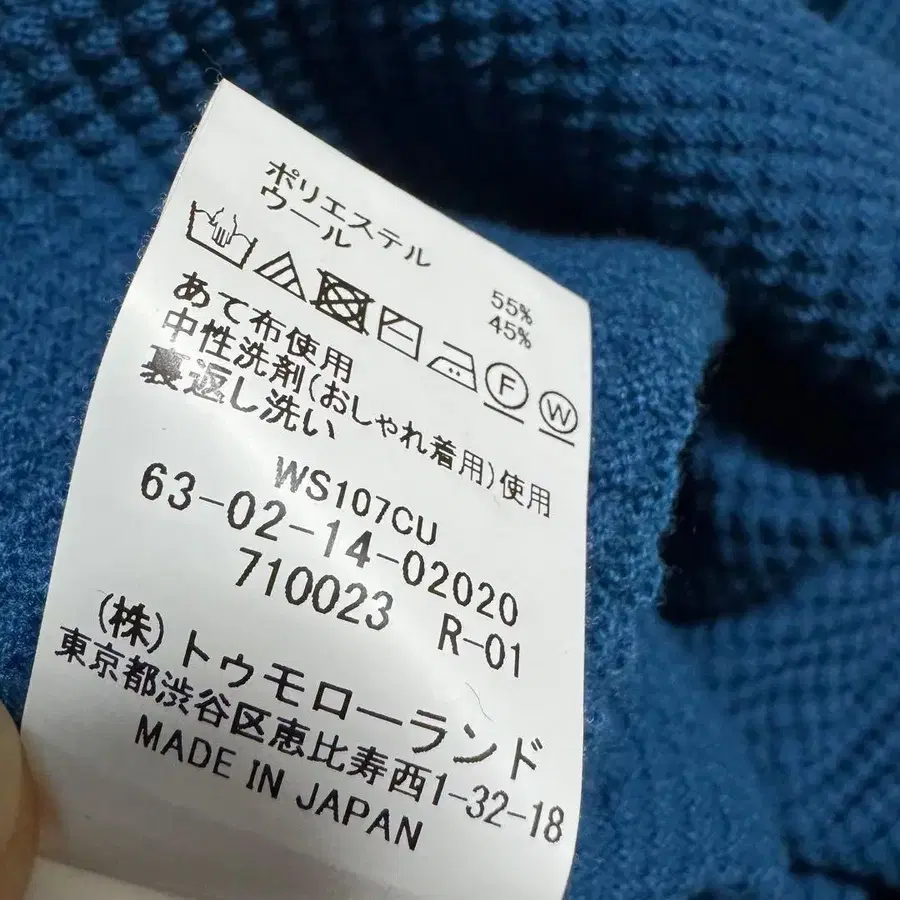 ポリエステル 55%
ウール 45%
F W
あて布使用
中性洗剤(おしゃれ着用)使用
裏返し洗い
WS107CU
63-02-14-02020
710023 R-01
(株)トゥモローランド
東京都渋谷区恵比寿西1-32-18
MADE IN JAPAN